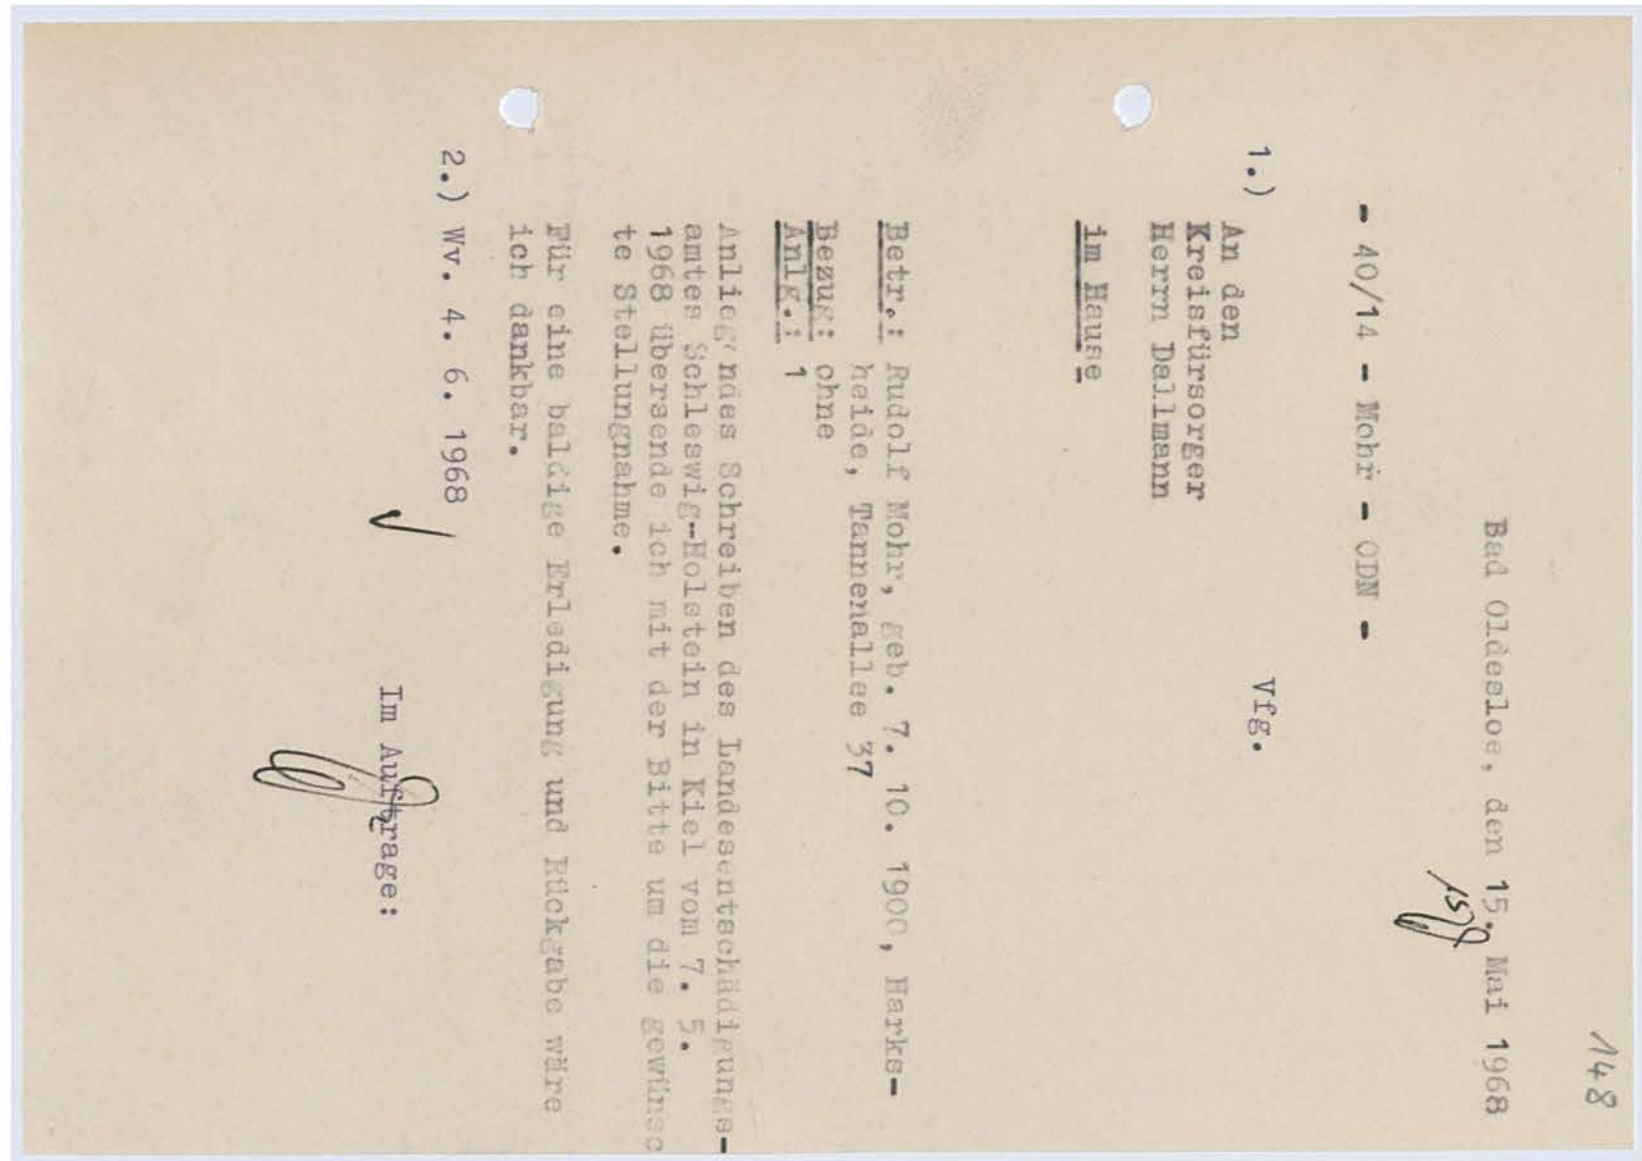 148
Bad Oldesloe, den 15. Mai 1968
- 40/14 - Mohr - ODN -
Vfg.
1.) An den
Kreisfürsorger
Herrn Dallmann
im Hause
Betr.: Rudolf Mohr, geb. 7. 10. 1900, Harks-
heide, Tannenallee 37
Bezug: ohne
Anlg.: 1
Anliegendes Schreiben des Landesentschädigungs-
amtes Schleswig-Holstein in Kiel vom 7. 5.
1968 übersende ich mit der Bitte um die gewünsc
te Stellungnahme.
Für eine baldige Erledigung und Rückgabe wäre
ich dankbar.
2.) Wv. 4. 6. 1968
Im Auftrage: